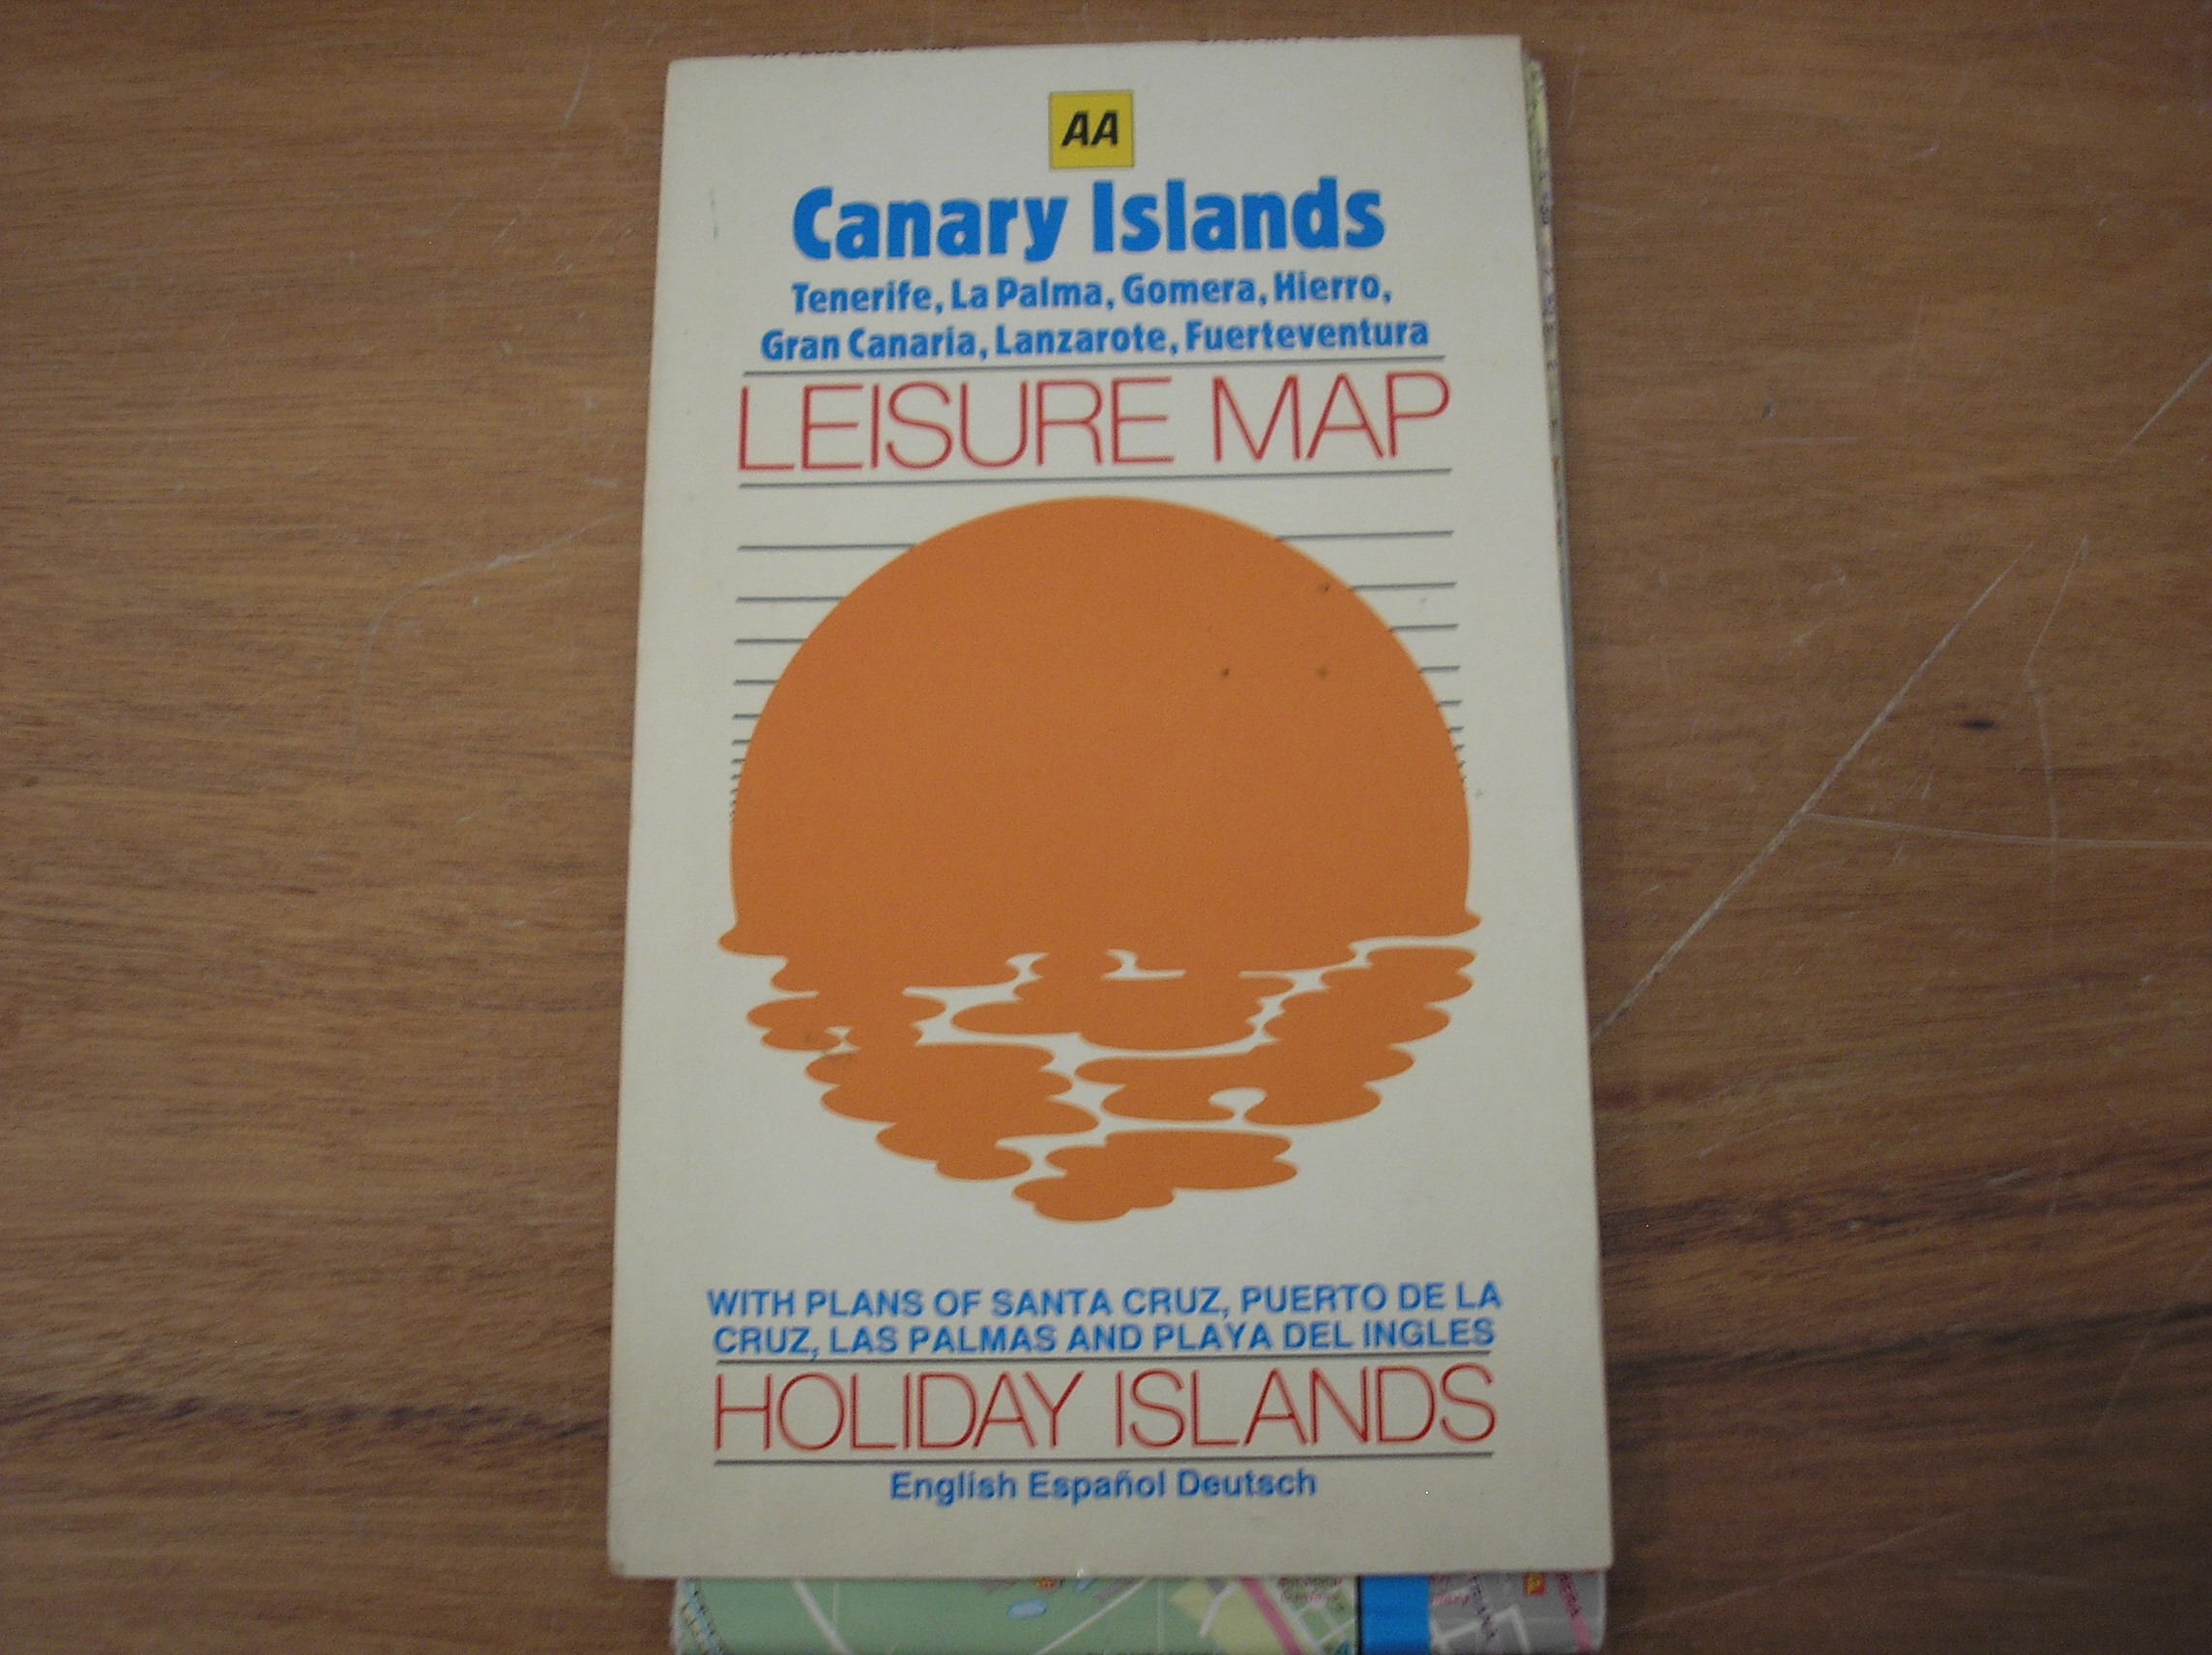 AA
Canary Islands
Tenerife, La Palma, Gomera, Hierro,
Gran Canaria, Lanzarote, Fuerteventura
LEISURE MAP
WITH PLANS OF SANTA CRUZ, PUERTO DE LA
CRUZ, LAS PALMAS AND PLAYA DEL INGLES
HOLIDAY ISLANDS
English Español Deutsch